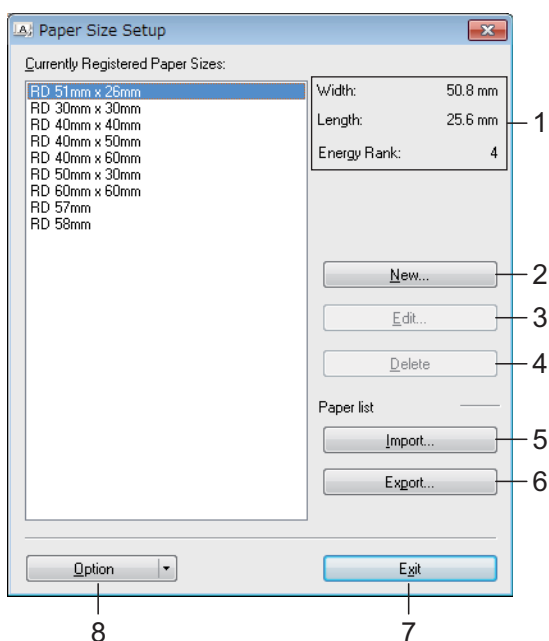 Paper Size Setup
Currently Registered Paper Sizes:
RD 51mm x 26mm
RD 30mm x 30mm
RD 40mm x 40mm
RD 40mm x 50mm
RD 40mm x 60mm
RD 50mm x 30mm
RD 60mm x 60mm
RD 57mm
RD 58mm
Width: 50.8 mm
Length: 25.6 mm
Energy Rank: 4
1
New... 2
Edit... 3
Delete 4
Paper list
Import... 5
Export... 6
Option Exit
8 7